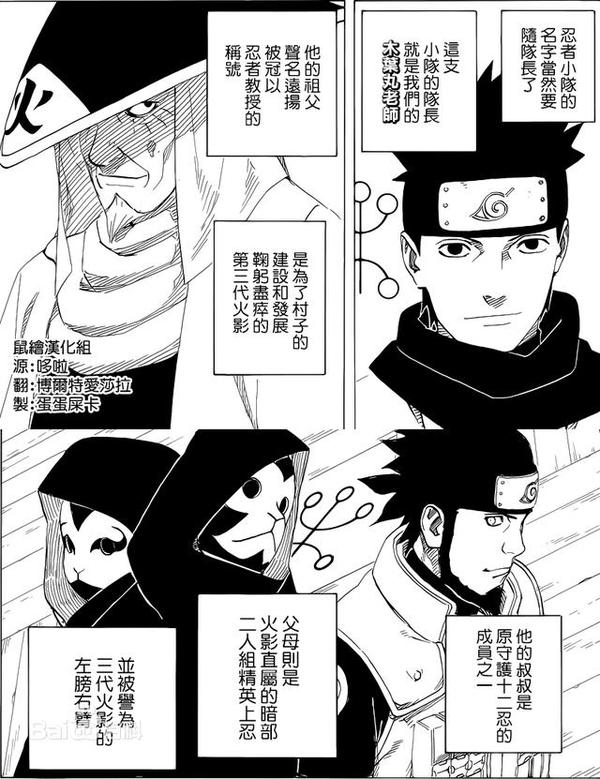 忍者小隊的
名字當然要
隨隊長了
這支
小隊的隊長
就是我們的
木葉丸老師
他的祖父
聲名遠揚
被冠以
忍者教授的
稱號
火
是為了村子的
建設和發展
鞠躬盡瘁的
第三代火影
鼠繪漢化組
源:哆啦
翻:博爾特愛莎拉
製:蛋蛋屎卡
他的叔叔是
原守護十二忍的
成員之一
父母則是
火影直屬的暗部
二人組精英上忍
並被譽為
三代火影的
左膀右臂
Bai百科